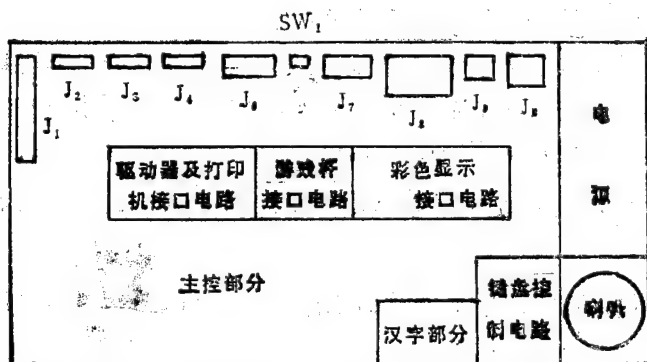 SW₁
J₁
J₂
J₃
J₄
J₆
J₇
J₈
J₉
电
源
驱动器及打印
机接口电路
游戏杆
接口电路
彩色显示
接口电路
主控部分
汉字部分
键盘控
制电路
喇叭